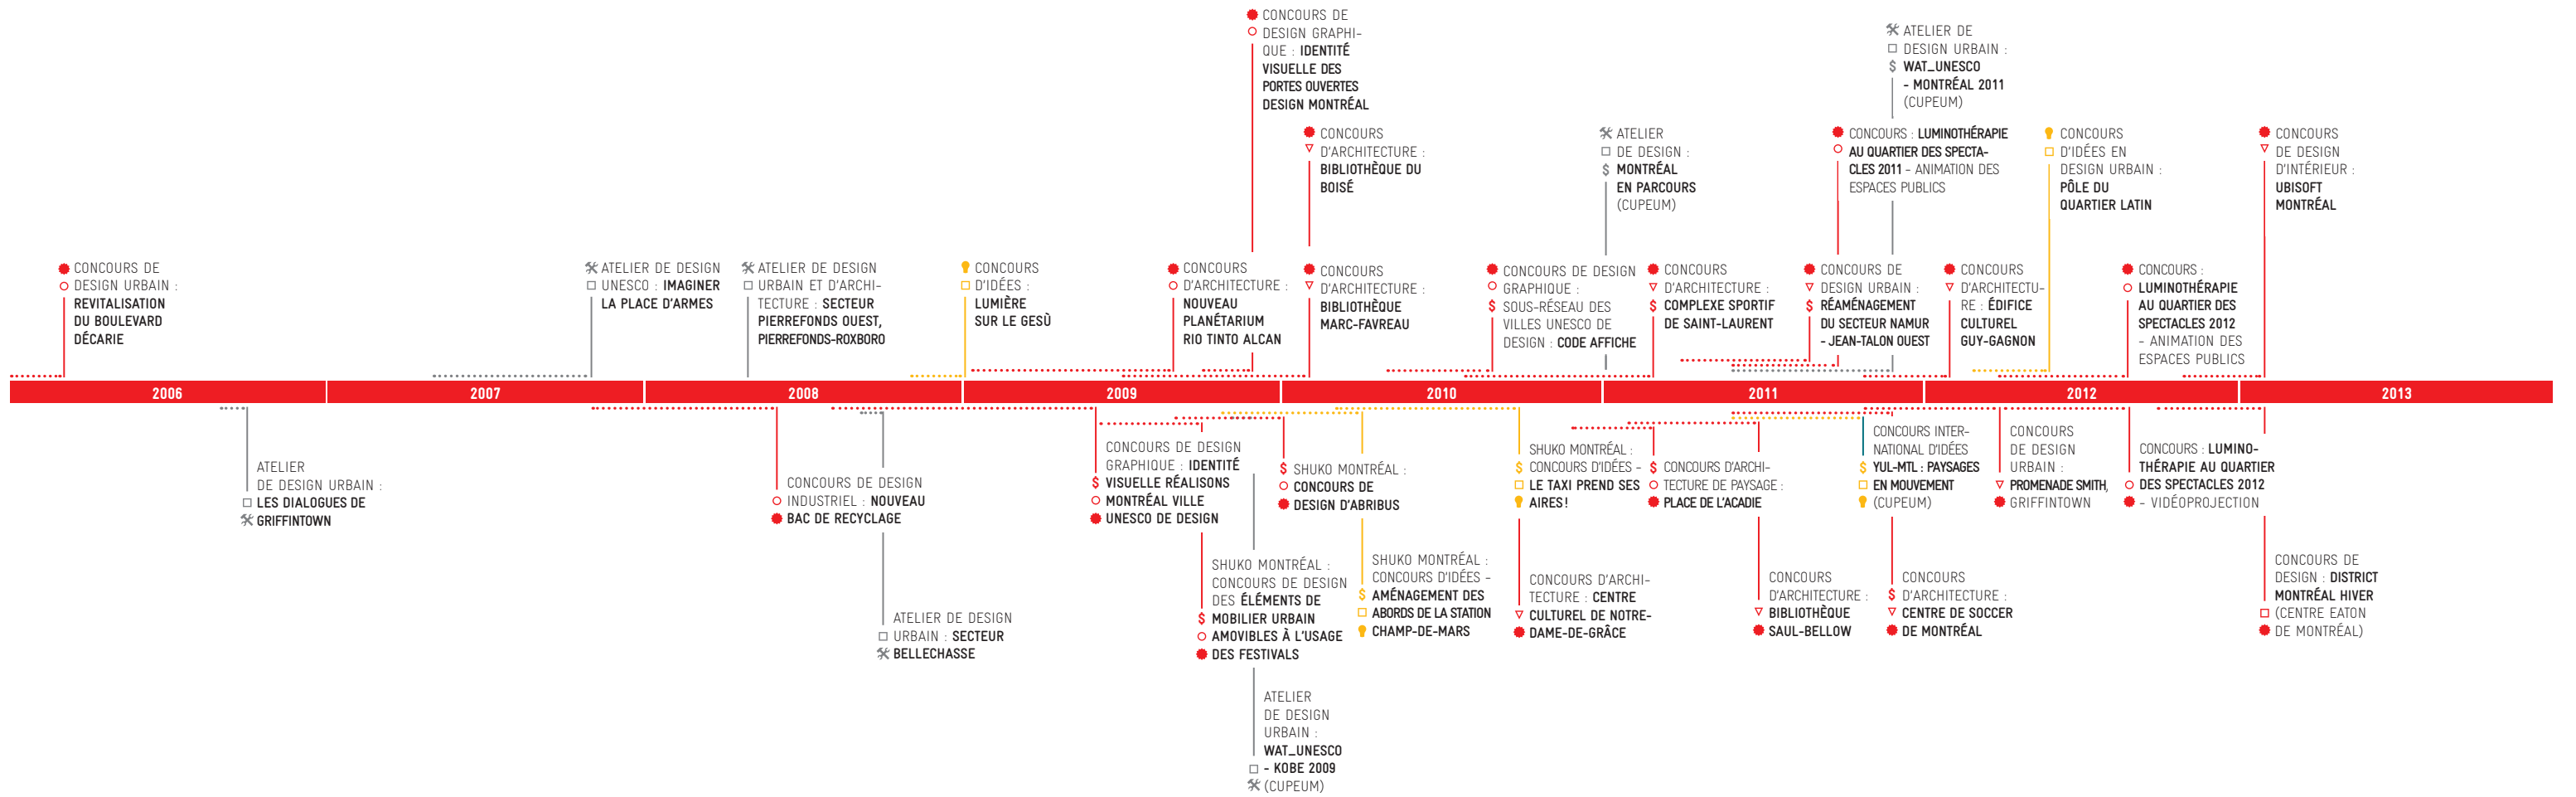 CONCOURS DE
DESIGN GRAPHI-
QUE : IDENTITÉ
VISUELLE DES
PORTES OUVERTES
DESIGN MONTRÉAL
ATELIER DE
DESIGN URBAIN :
$ WAT_UNESCO
- MONTRÉAL 2011
(CUPEUM)
CONCOURS
D'ARCHITECTURE :
BIBLIOTHÈQUE DU
BOISÉ
ATELIER
DE DESIGN :
$ MONTRÉAL
EN PARCOURS
(CUPEUM)
CONCOURS : LUMINOTHÉRAPIE
AU QUARTIER DES SPECTA-
CLES 2011 - ANIMATION DES
ESPACES PUBLICS
CONCOURS
D'IDÉES EN
DESIGN URBAIN :
PÔLE DU
QUARTIER LATIN
CONCOURS
DE DESIGN
D'INTÉRIEUR :
UBISOFT
MONTRÉAL
CONCOURS DE
DESIGN URBAIN :
REVITALISATION
DU BOULEVARD
DÉCARIE
ATELIER DE DESIGN
UNESCO : IMAGINER
LA PLACE D'ARMES
ATELIER DE DESIGN
URBAIN ET D'ARCHI-
TECTURE : SECTEUR
PIERREFONDS OUEST,
PIERREFONDS-ROXBORO
CONCOURS
D'IDÉES :
LUMIÈRE
SUR LE GESÙ
CONCOURS
D'ARCHITECTURE :
NOUVEAU
PLANÉTARIUM
RIO TINTO ALCAN
CONCOURS
D'ARCHITECTURE :
BIBLIOTHÈQUE
MARC-FAVREAU
CONCOURS DE DESIGN
GRAPHIQUE :
$ SOUS-RÉSEAU DES
VILLES UNESCO DE
DESIGN : CODE AFFICHE
CONCOURS
D'ARCHITECTURE :
$ COMPLEXE SPORTIF
DE SAINT-LAURENT
CONCOURS DE
DESIGN URBAIN :
$ RÉAMÉNAGEMENT
DU SECTEUR NAMUR
- JEAN-TALON OUEST
CONCOURS
D'ARCHITECTU-
RE : ÉDIFICE
CULTUREL
GUY-GAGNON
CONCOURS :
LUMINOTHÉRAPIE
AU QUARTIER DES
SPECTACLES 2012
- ANIMATION DES
ESPACES PUBLICS
2006 2007 2008 2009 2010 2011 2012 2013
ATELIER
DE DESIGN URBAIN :
LES DIALOGUES DE
GRIFFINTOWN
CONCOURS DE DESIGN
INDUSTRIEL : NOUVEAU
BAC DE RECYCLAGE
ATELIER DE DESIGN
URBAIN : SECTEUR
BELLECHASSE
CONCOURS DE DESIGN
GRAPHIQUE : IDENTITÉ
$ VISUELLE RÉALISONS
MONTRÉAL VILLE
UNESCO DE DESIGN
SHUKO MONTRÉAL :
CONCOURS DE DESIGN
DES ÉLÉMENTS DE
$ MOBILIER URBAIN
AMOVIBLES À L'USAGE
DES FESTIVALS
ATELIER
DE DESIGN
URBAIN :
WAT_UNESCO
- KOBE 2009
(CUPEUM)
$ SHUKO MONTRÉAL :
CONCOURS DE
DESIGN D'ABRIBUS
SHUKO MONTRÉAL :
CONCOURS D'IDÉES -
$ AMÉNAGEMENT DES
ABORDS DE LA STATION
CHAMP-DE-MARS
SHUKO MONTRÉAL :
$ CONCOURS D'IDÉES -
LE TAXI PREND SES
AIRES !
CONCOURS D'ARCHI-
TECTURE : CENTRE
CULTUREL DE NOTRE-
DAME-DE-GRÂCE
$ CONCOURS D'ARCHI-
TECTURE DE PAYSAGE :
PLACE DE L'ACADIE
CONCOURS
D'ARCHITECTURE :
BIBLIOTHÈQUE
SAUL-BELLOW
CONCOURS INTER-
NATIONAL D'IDÉES
$ YUL-MTL : PAYSAGES
EN MOUVEMENT
(CUPEUM)
CONCOURS
$ D'ARCHITECTURE :
CENTRE DE SOCCER
DE MONTRÉAL
CONCOURS
DE DESIGN
URBAIN :
PROMENADE SMITH,
GRIFFINTOWN
CONCOURS : LUMINO-
THÉRAPIE AU QUARTIER
DES SPECTACLES 2012
- VIDÉOPROJECTION
CONCOURS DE
DESIGN : DISTRICT
MONTRÉAL HIVER
(CENTRE EATON
DE MONTRÉAL)